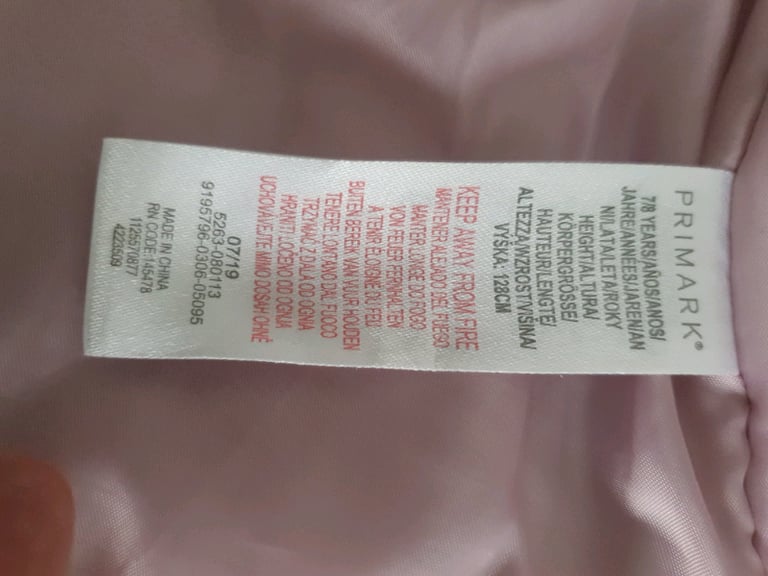 PRIMARK®
7/8 YEARS/AÑOS/ANOS/
JAHRE/ANNEES/JAREN/AN
NI/LATA/LETA/ROKY
HEIGHT/ALTURA/
KÖRPERGRÖSSE/
HAUTEUR/LENGTE/
ALTEZZA/WZROST/VIŠINA/
VÝŠKA: 128CM
KEEP AWAY FROM FIRE
MANTENER ALEJADO DEL FUEGO
MANTER LONGE DO FOGO
VON FEUER FERNHALTEN
A TENIR ELOIGNE DU FEU
BUITEN BEREIK VAN VUUR HOUDEN
TENERE LONTANO DAL FUOCO
TRZYMAĆ Z DALA OD OGNIA
HRANITI LOČENO OD OGNJA
UCHOVÁVEJTE MIMO DOSAH OHNĚ
07/19
5263-080113
9195796-0306-05095
MADE IN CHINA
RN CODE:145478
1125570877
4223509